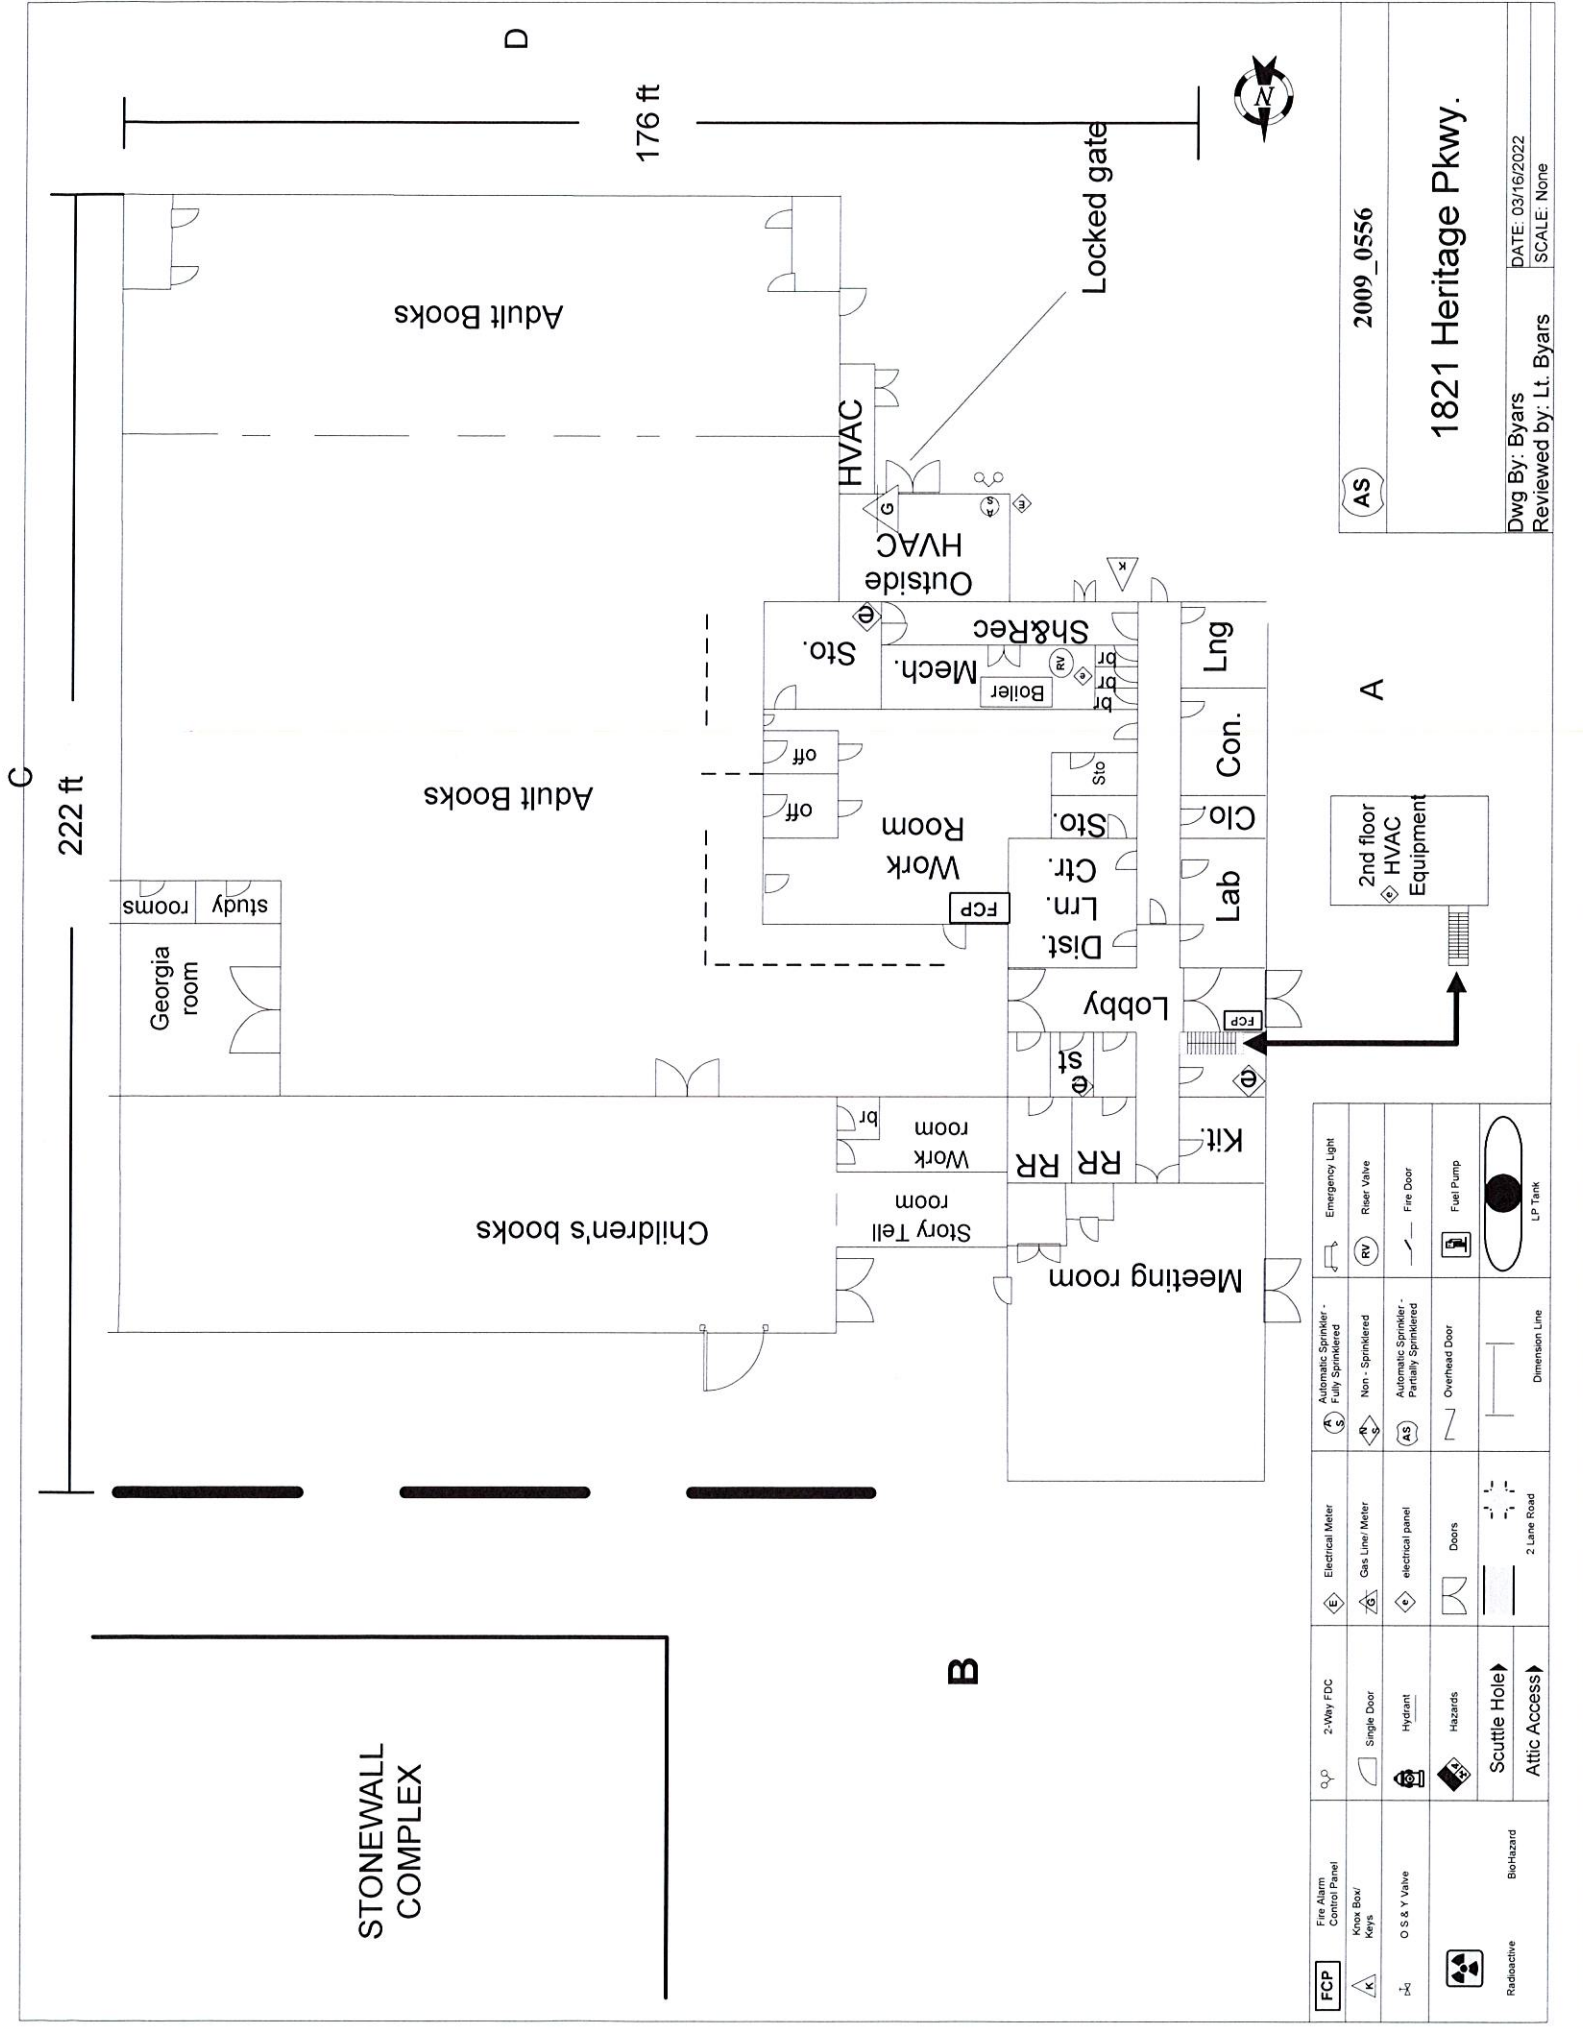 C
222 ft
D
176 ft
N
Locked gate
Adult Books
Adult Books
HVAC
G
Outside
HVAC
A
S
E
K
Georgia
room
study
rooms
Sto.
e
Sh&Rec
Mech.
Boiler
RV
e
br
br
br
off
off
Work
Room
Sto
Sto.
FCP
Dist.
Lrn.
Ctr.
Lng
Con.
Clo.
Lab
Lobby
FCP
st
e
e
Children's books
br
Work
room
Story Tell
room
RR
RR
Kit.
Meeting room
A
2nd floor
e HVAC
Equipment
STONEWALL
COMPLEX
B
FCP
Fire Alarm
Control Panel
2-Way FDC
E
Electrical Meter
A
S
Automatic Sprinkler -
Fully Sprinklered
Emergency Light
K
Knox Box/
Keys
Single Door
G
Gas Line/ Meter
N
S
Non - Sprinklered
RV
Riser Valve
O S & Y Valve
Hydrant
e
electrical panel
AS
Automatic Sprinkler -
Partially Sprinklered
Fire Door
Radioactive
BioHazard
Hazards
Doors
Overhead Door
Fuel Pump
Scuttle Hole
Attic Access
2 Lane Road
Dimension Line
LP Tank
AS
2009_0556
1821 Heritage Pkwy.
Dwg By: Byars
Reviewed by: Lt. Byars
DATE: 03/16/2022
SCALE: None